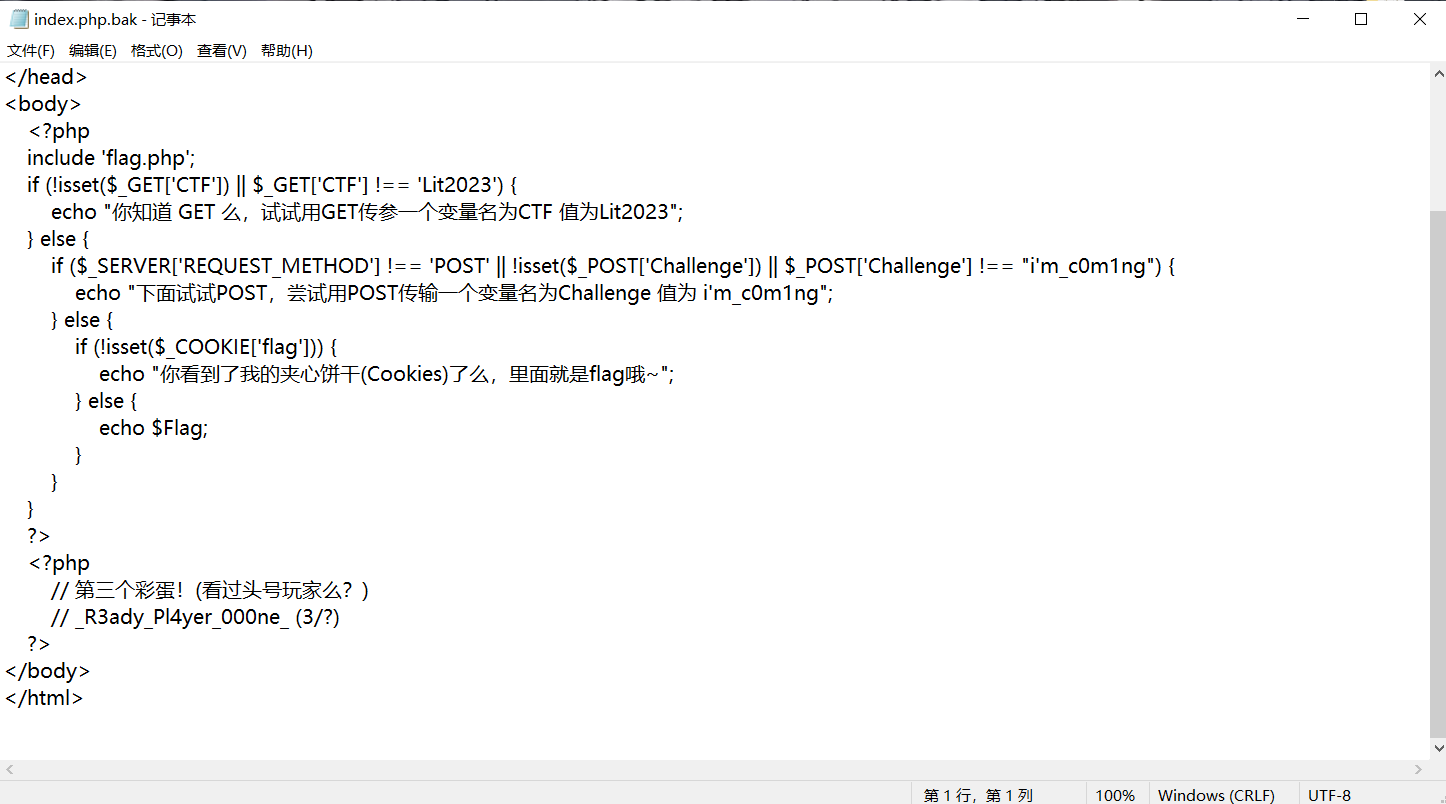 index.php.bak - 记事本
文件(F) 编辑(E) 格式(O) 查看(V) 帮助(H)
</head>
<body>
    <?php
    include 'flag.php';
    if (!isset($_GET['CTF']) || $_GET['CTF'] !== 'Lit2023') {
        echo "你知道 GET 么，试试用GET传参一个变量名为CTF 值为Lit2023";
    } else {
        if ($_SERVER['REQUEST_METHOD'] !== 'POST' || !isset($_POST['Challenge']) || $_POST['Challenge'] !== "i'm_c0m1ng") {
            echo "下面试试POST，尝试用POST传输一个变量名为Challenge 值为 i'm_c0m1ng";
        } else {
            if (!isset($_COOKIE['flag'])) {
                echo "你看到了我的夹心饼干(Cookies)了么，里面就是flag哦~";
            } else {
                echo $Flag;
            }
        }
    }
    ?>
    <?php
        // 第三个彩蛋！(看过头号玩家么？)
        // _R3ady_Pl4yer_000ne_ (3/?)
    ?>
</body>
</html>
第 1 行，第 1 列 100% Windows (CRLF) UTF-8